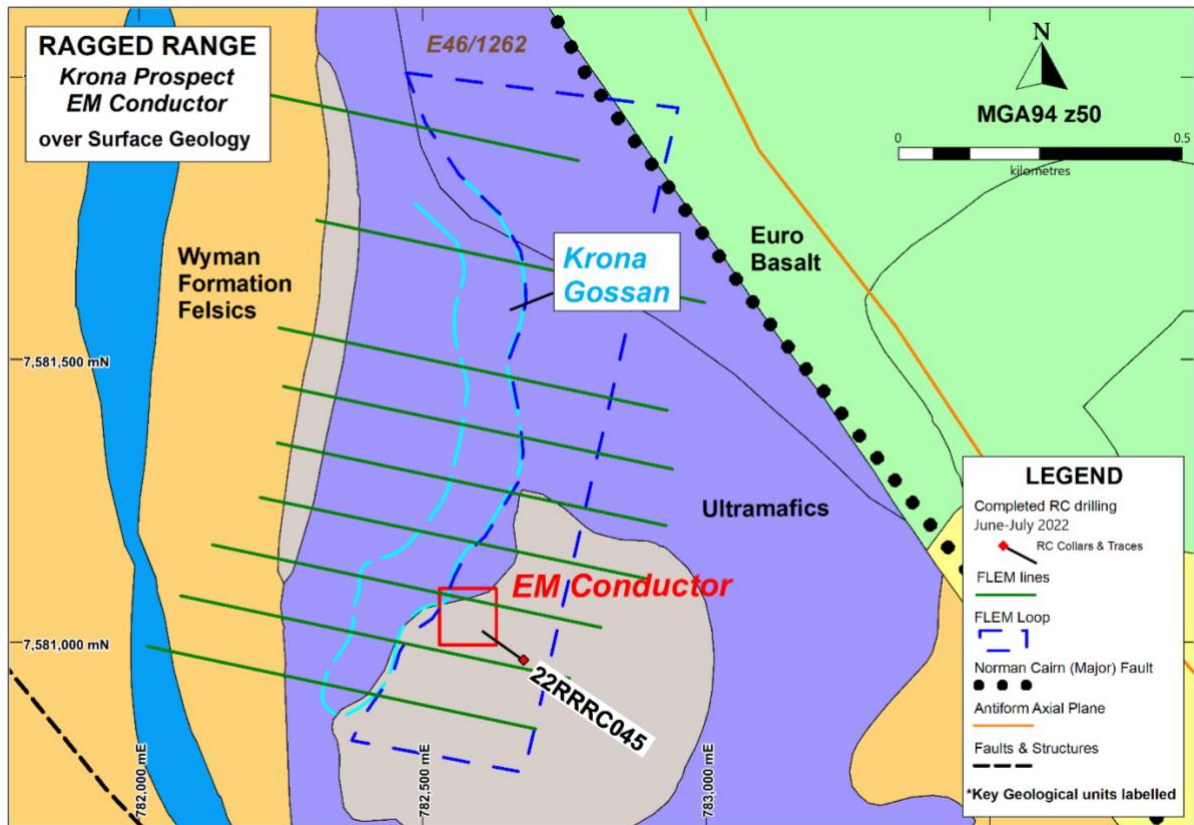 RAGGED RANGE
Krona Prospect
EM Conductor
over Surface Geology
E46/1262
N
MGA94 z50
0
0.5
kilometres
Wyman
Formation
Felsics
Krona
Gossan
Euro
Basalt
7,581,500 mN
Ultramafics
EM Conductor
7,581,000 mN
22RRRC045
782,000 mE
782,500 mE
783,000 mE
LEGEND
Completed RC drilling
June-July 2022
RC Collars & Traces
FLEM lines
FLEM Loop
Norman Cairn (Major) Fault
Antiform Axial Plane
Faults & Structures
*Key Geological units labelled